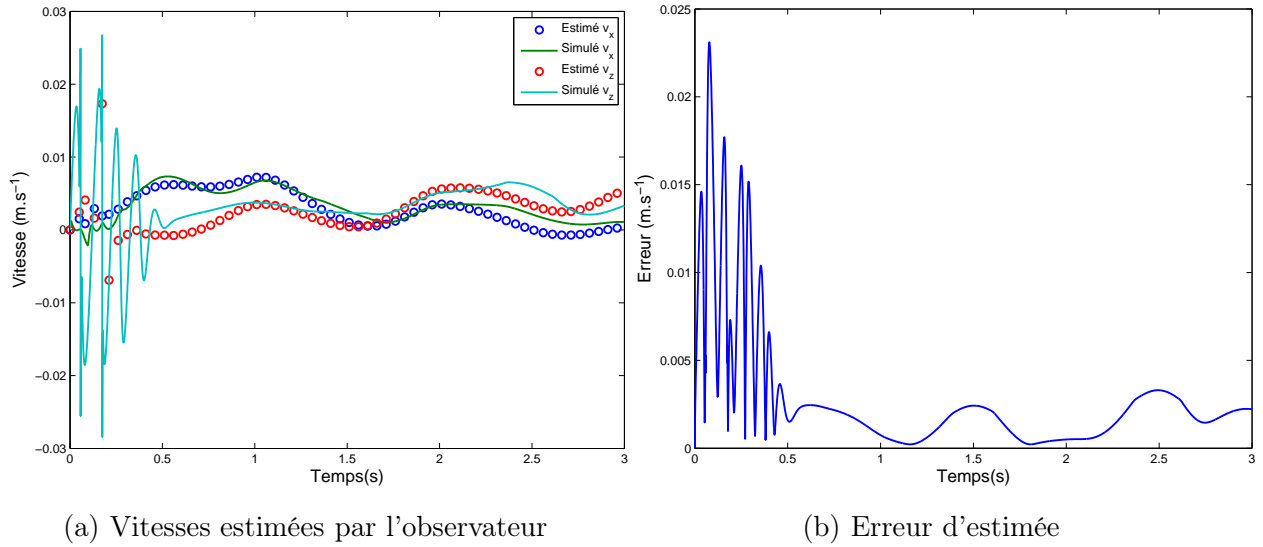 0.03
0.02
0.01
0
−0.01
−0.02
−0.03
Vitesse (m.s−1)
0
0.5
1
1.5
2
2.5
3
Temps(s)
Estimé v_x
Simulé v_x
Estimé v_z
Simulé v_z
(a) Vitesses estimées par l'observateur
0.025
0.02
0.015
0.01
0.005
0
Erreur (m.s−1)
0
0.5
1
1.5
2
2.5
3
Temps(s)
(b) Erreur d'estimée